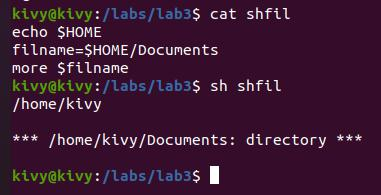 kivy@kivy:/labs/lab3$ cat shfil
echo $HOME
filname=$HOME/Documents
more $filname
kivy@kivy:/labs/lab3$ sh shfil
/home/kivy

*** /home/kivy/Documents: directory ***

kivy@kivy:/labs/lab3$